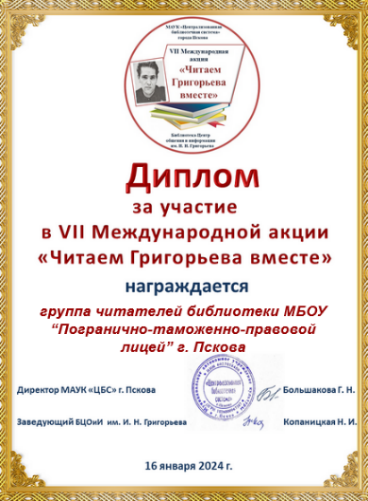 МАУК «Централизованная
библиотечная система»
города Пскова
VII Международная
акция
«Читаем
Григорьева
вместе»
Библиотека Центр
общения и информации
им. И. Н. Григорьева
Диплом
за участие
в VII Международной акции
«Читаем Григорьева вместе»
награждается
группа читателей библиотеки МБОУ
“Погранично-таможенно-правовой
лицей” г. Пскова
Директор МАУК «ЦБС» г. Пскова
Большакова Г. Н.
Заведующий БЦОиИ им. И. Н. Григорьева
Копаницкая Н. И.
16 января 2024 г.